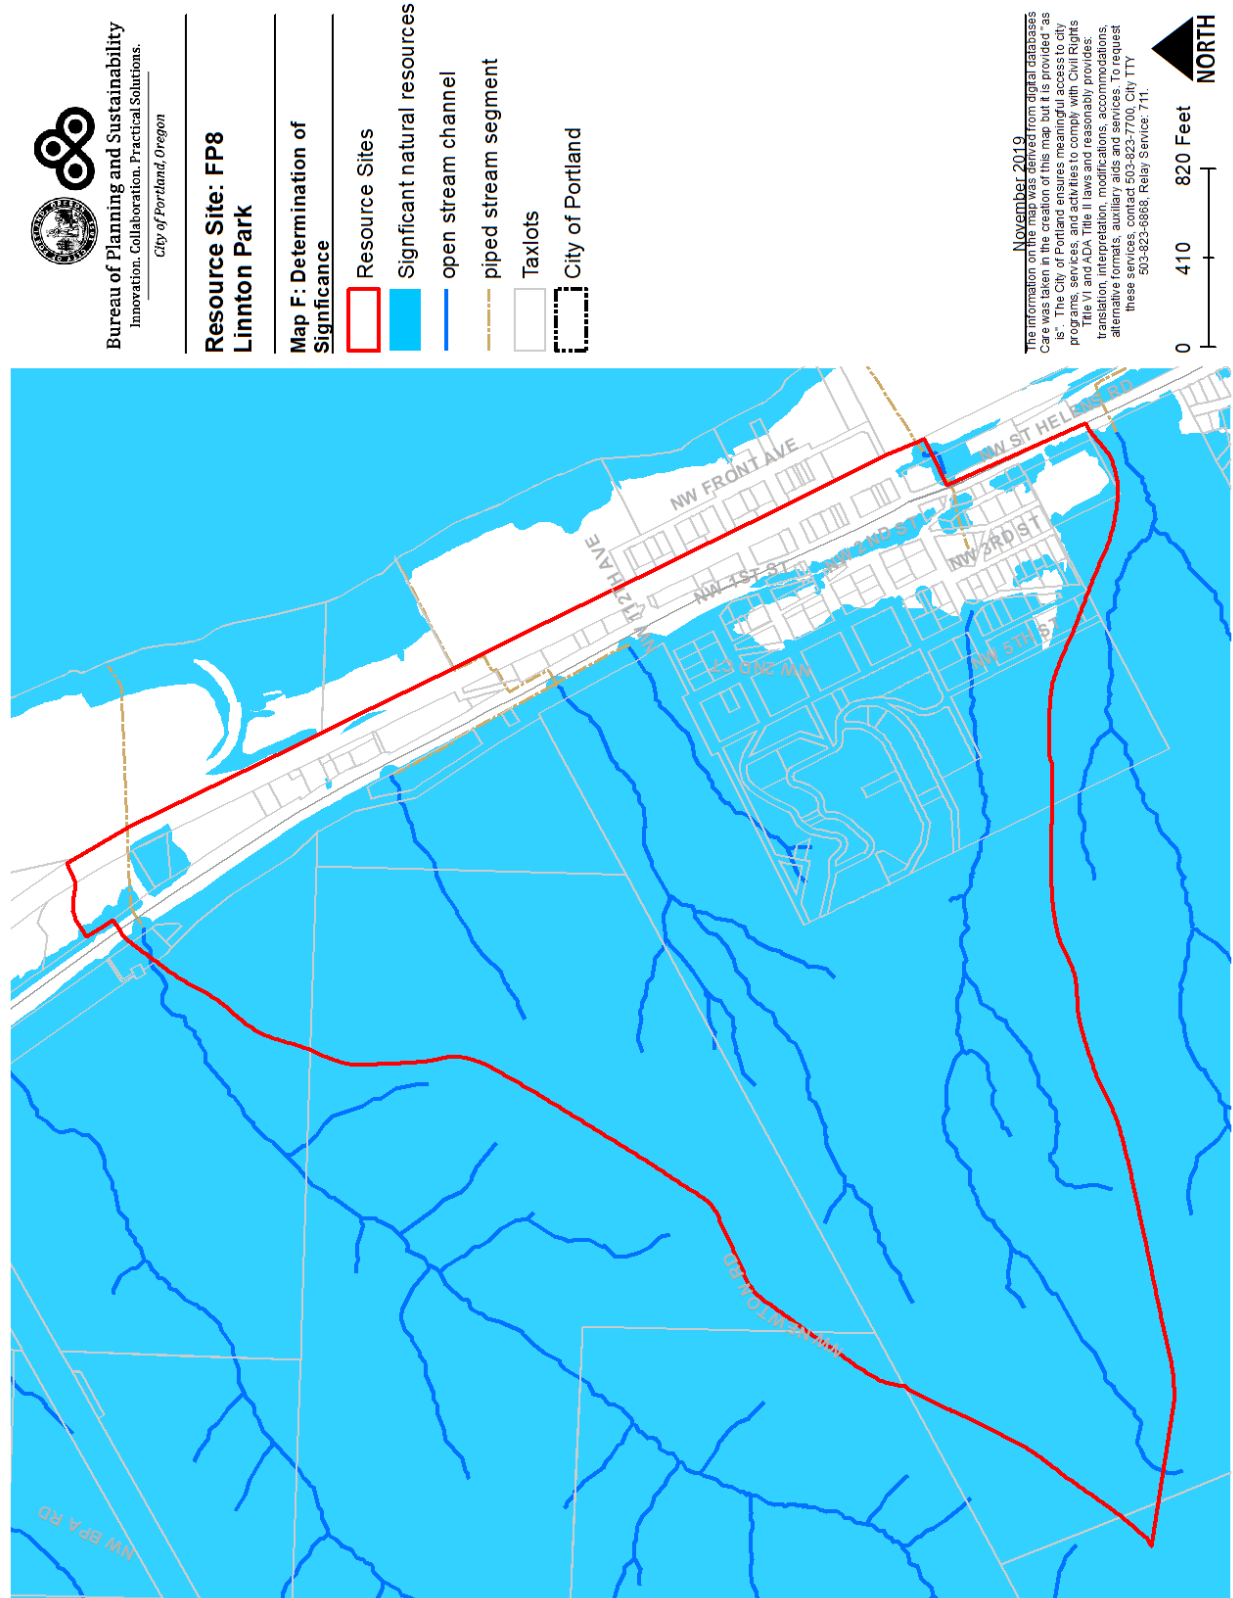 Bureau of Planning and Sustainability
Innovation. Collaboration. Practical Solutions.
City of Portland, Oregon
Resource Site: FP8
Linnton Park
Map F: Determination of
Signficance
Resource Sites
Signficant natural resources
open stream channel
piped stream segment
Taxlots
City of Portland
November 2019
The information on the map was derived from digital databases
Care was taken in the creation of this map but it is provided "as
is". The City of Portland ensures meaningful access to city
programs, services, and activities to comply with Civil Rights
Title VI and ADA Title II laws and reasonably provides:
translation, interpretation, modifications, accommodations,
alternative formats, auxiliary aids and services. To request
these services, contact 503-823-7700, City TTY
503-823-6868, Relay Service: 711.
0 410 820 Feet
NORTH
NW FRONT AVE
NW ST HELENS RD
NW 112TH AVE
NW 1ST ST
NW 2ND ST
NW 3RD ST
NW 2ND CT
NW 5TH ST
NW NEWTON RD
NW BPA RD